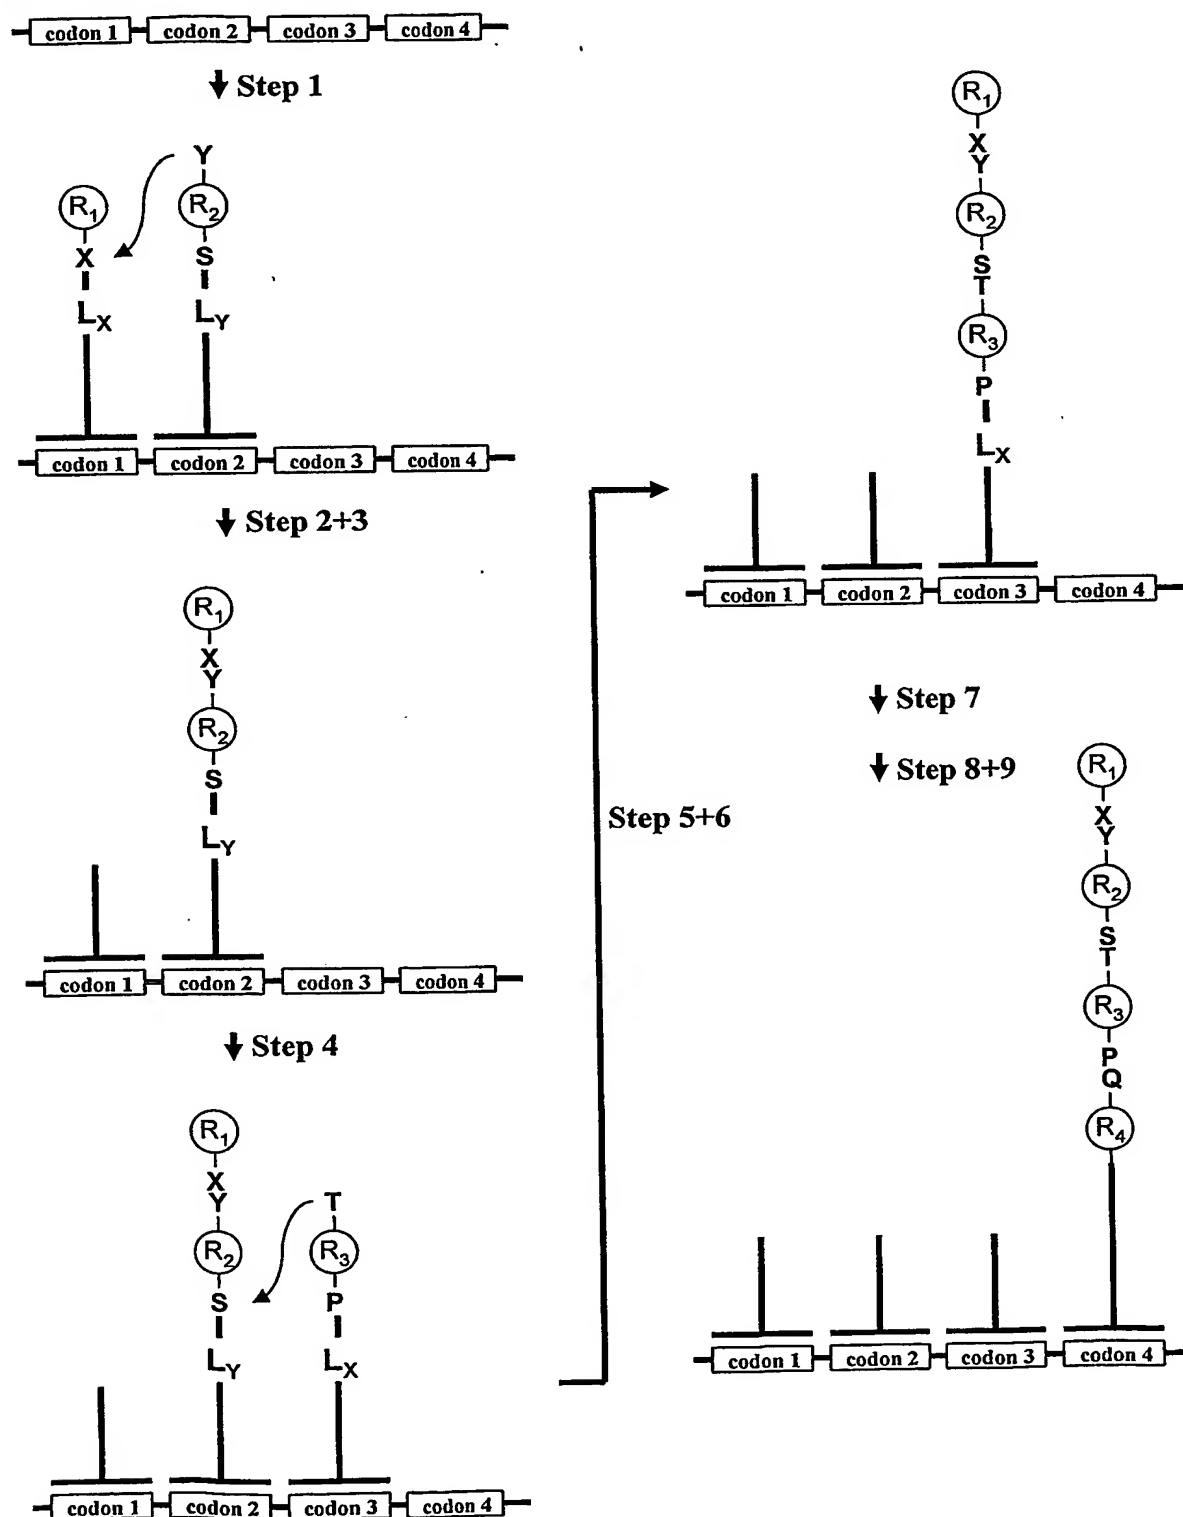 codon 1 codon 2 codon 3 codon 4
Step 1
Y
R1 R2
X S
LX LY
codon 1 codon 2 codon 3 codon 4
Step 2+3
R1
X
Y
R2
S
LY
codon 1 codon 2 codon 3 codon 4
Step 4
R1
X
Y T
R2 R3
S P
LY LX
codon 1 codon 2 codon 3 codon 4
Step 5+6
R1
X
Y
R2
S
T
R3
P
LX
codon 1 codon 2 codon 3 codon 4
Step 7
Step 8+9
R1
X
Y
R2
S
T
R3
P
Q
R4
codon 1 codon 2 codon 3 codon 4